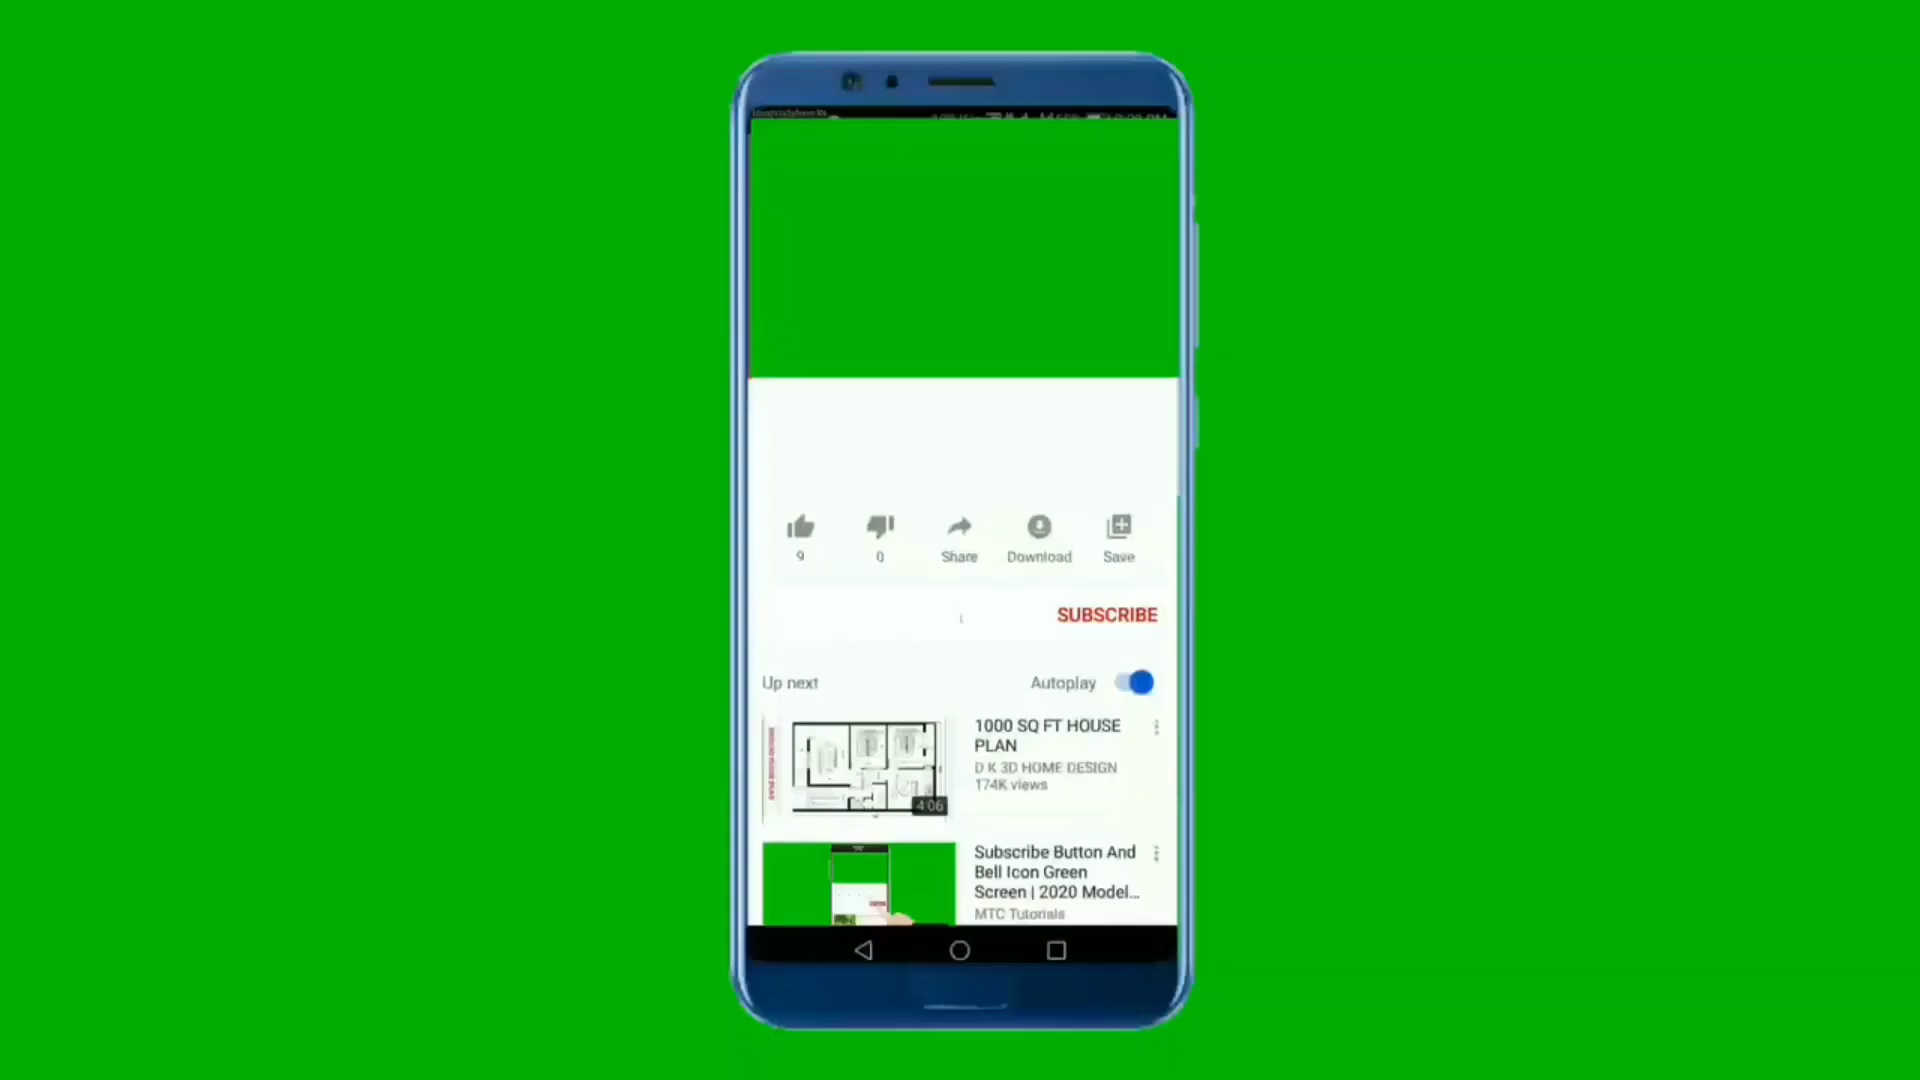 9
0
Share
Download
Save
SUBSCRIBE
Up next
Autoplay
1000 SQ FT HOUSE
PLAN
D K 3D HOME DESIGN
174K views
4:06
Subscribe Button And
Bell Icon Green
Screen | 2020 Model...
MTC Tutorials